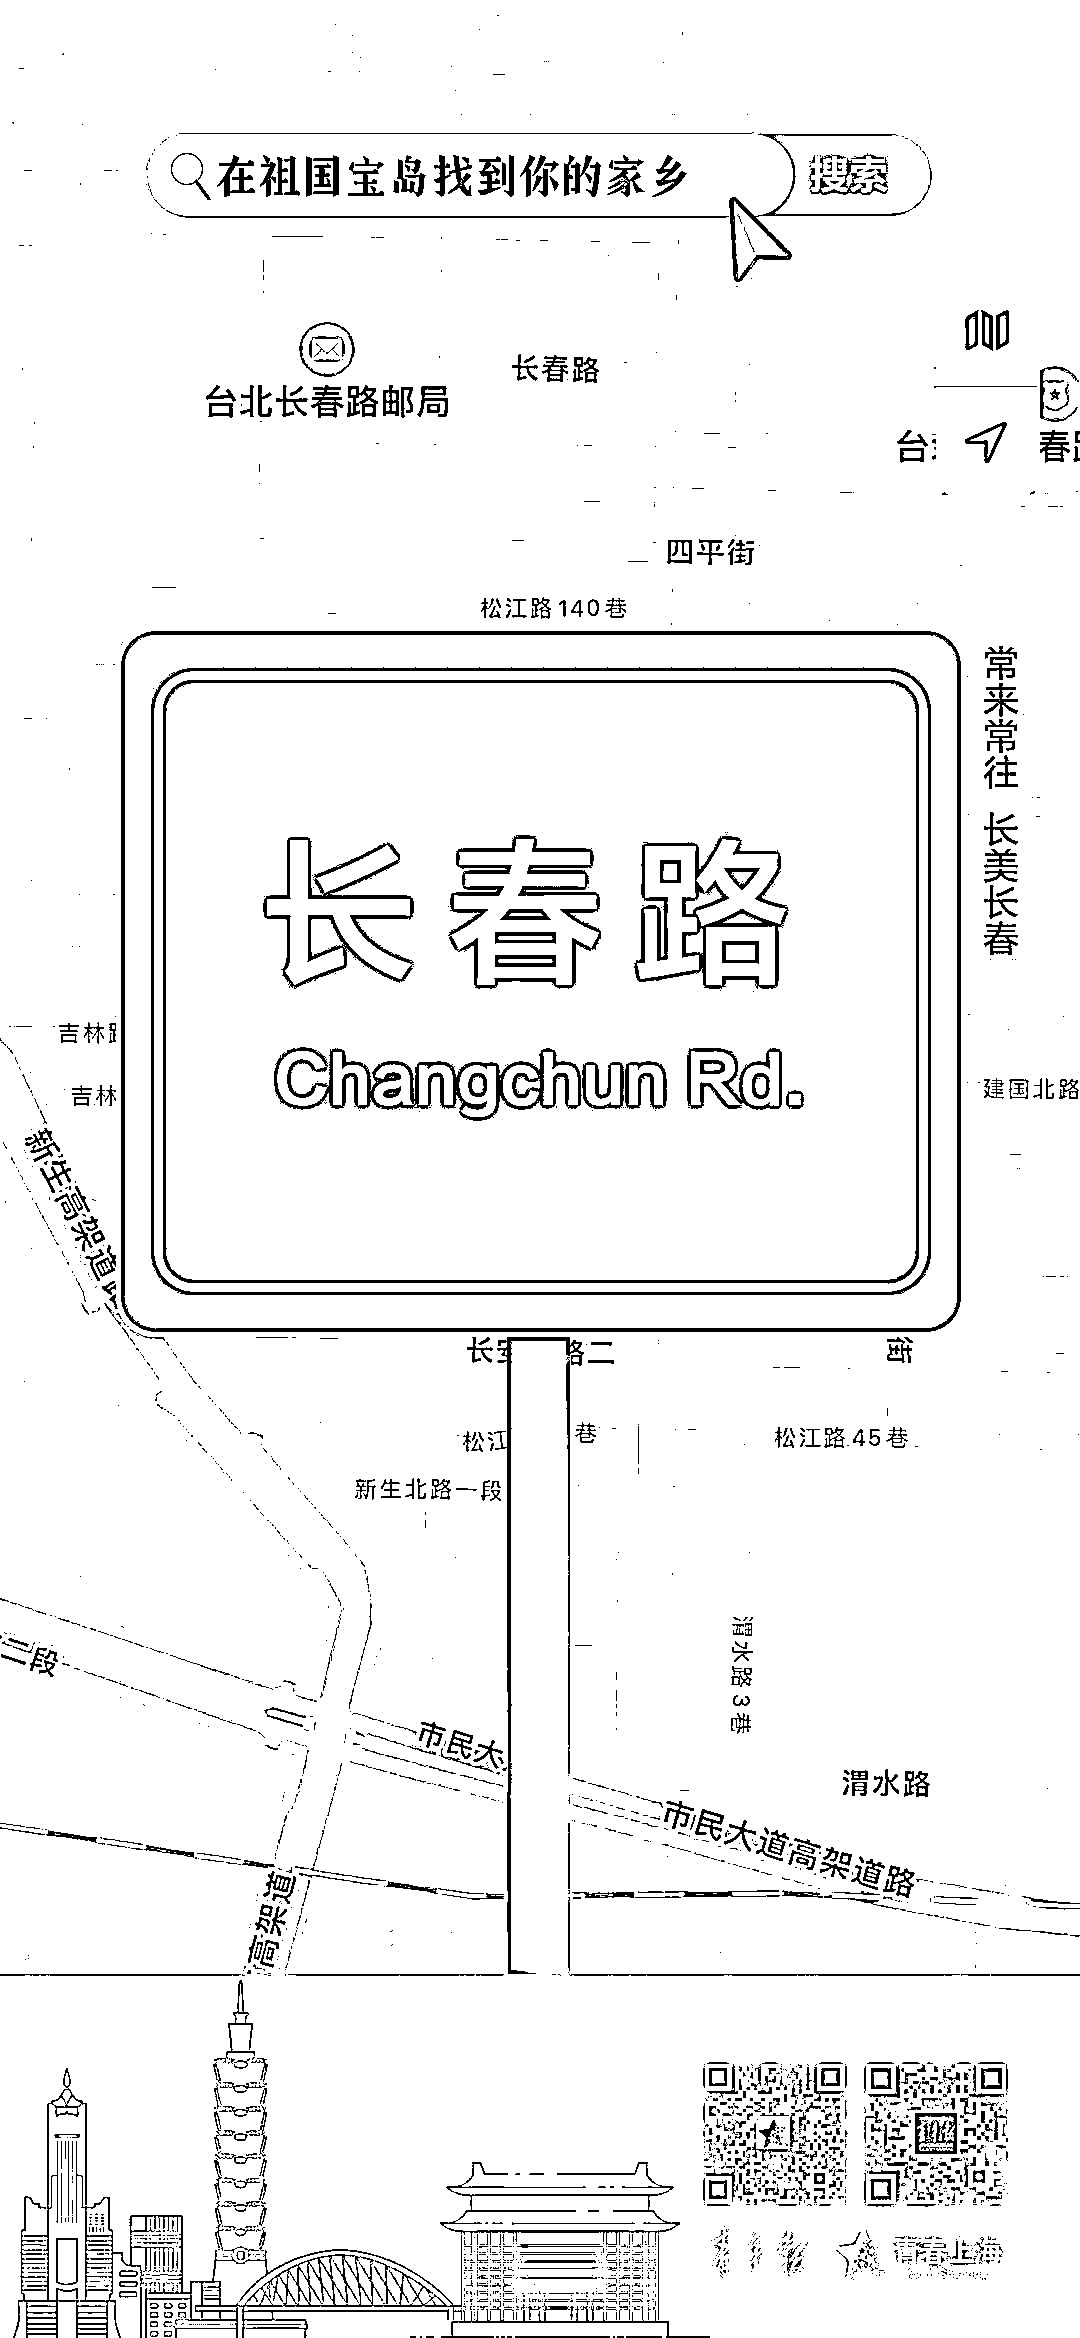 在祖国宝岛找到你的家乡
搜索
长春路
台北长春路邮局
台
春路
四平街
松江路140巷
常来常往 长美长春
长春路
Changchun Rd.
吉林路
吉林
建国北路
新生高架道路
长安 路二
街
松江 巷
松江路45巷
新生北路一段
渭水路3巷
二段
市民大
渭水路
市民大道高架道路
高架道
青春上海